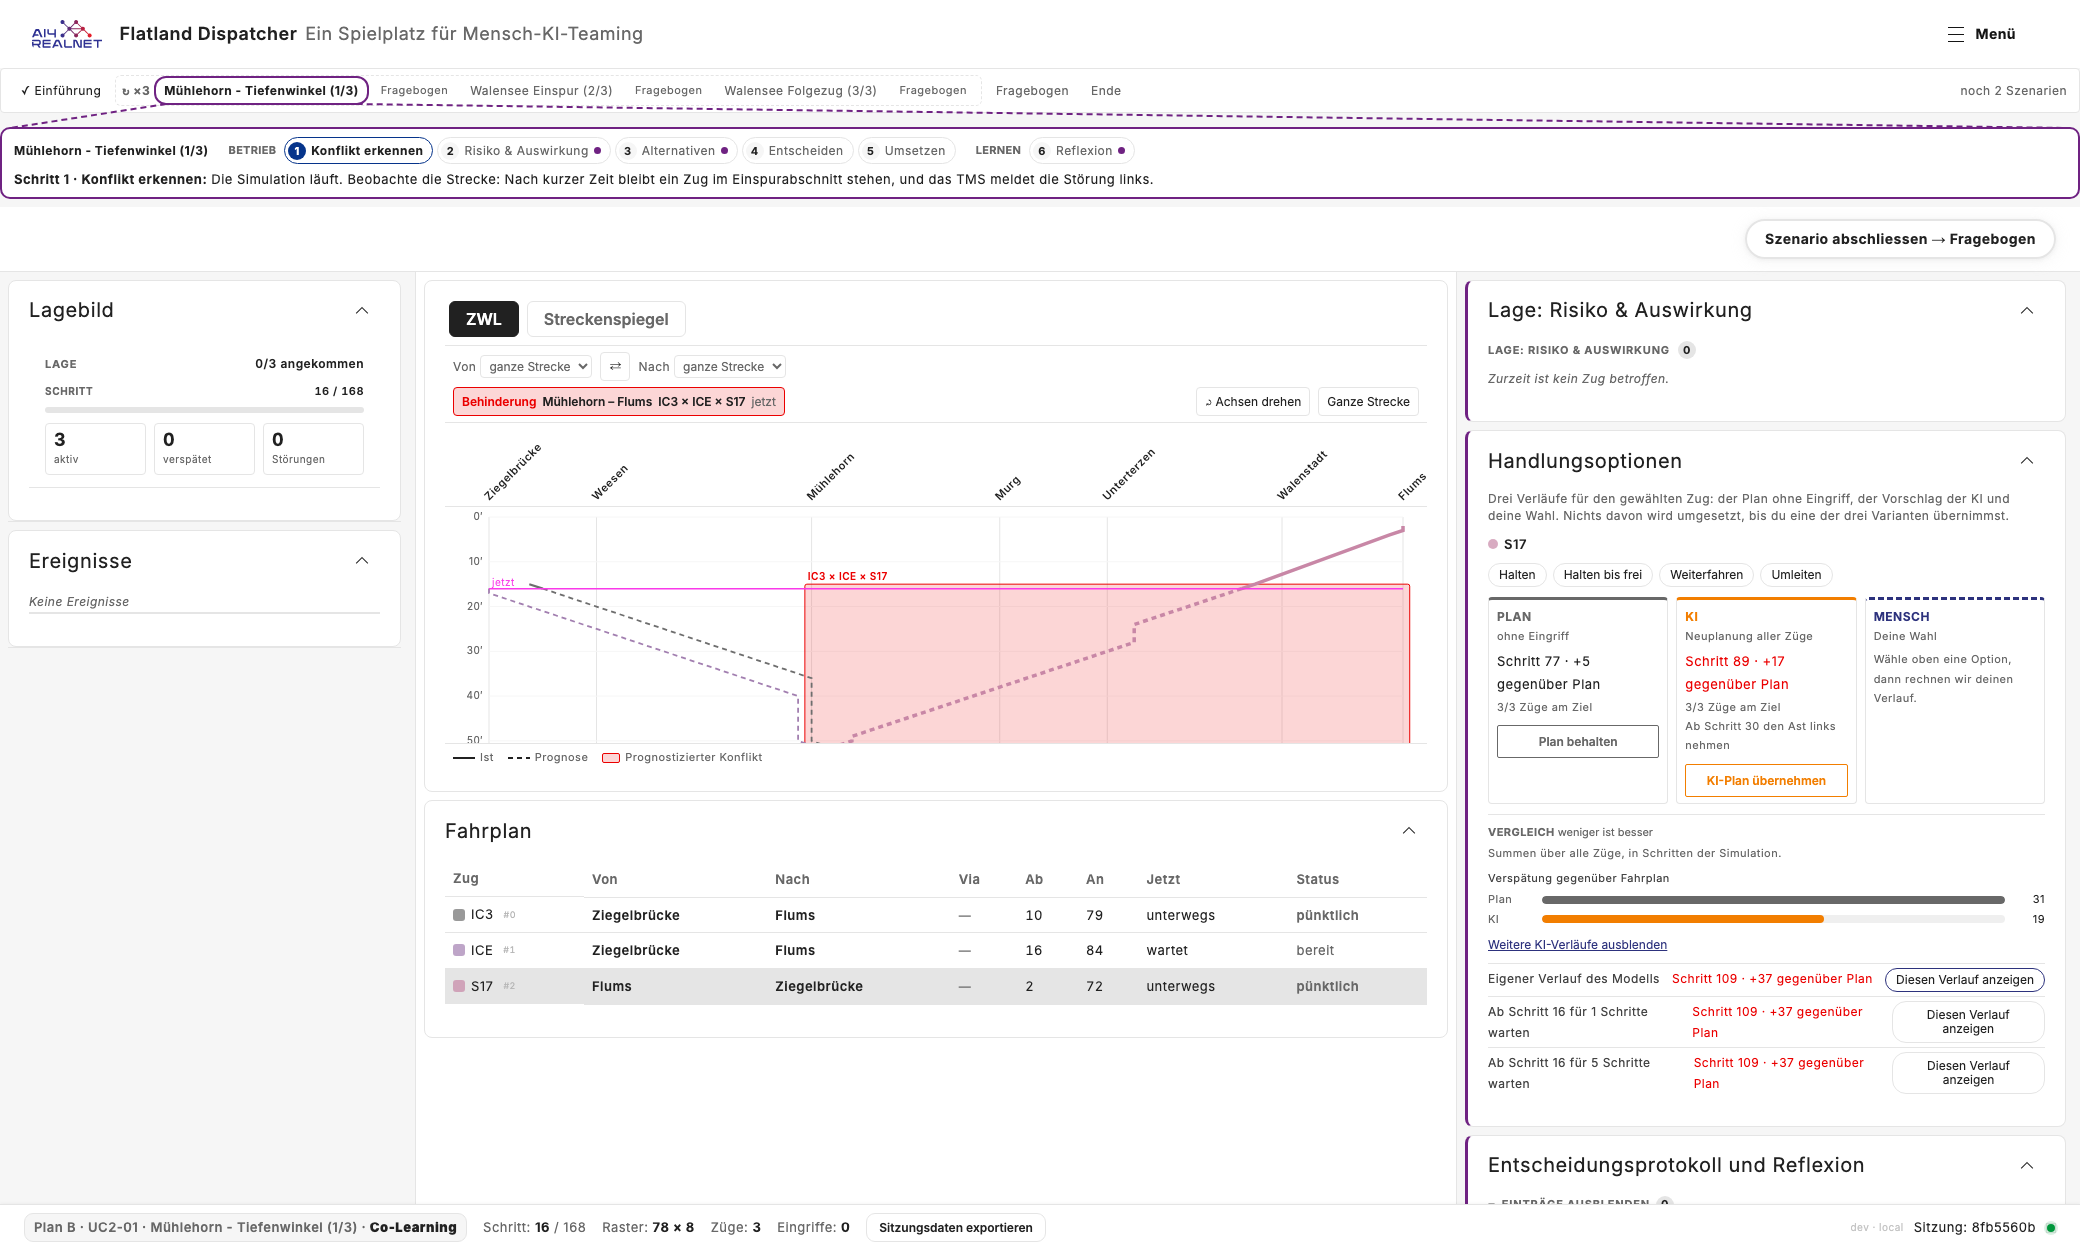 AI4 REALNET
Flatland Dispatcher Ein Spielplatz für Mensch-KI-Teaming
Menü
✓ Einführung ↻ ×3 Mühlehorn - Tiefenwinkel (1/3) Fragebogen Walensee Einspur (2/3) Fragebogen Walensee Folgezug (3/3) Fragebogen Fragebogen Ende noch 2 Szenarien
Mühlehorn - Tiefenwinkel (1/3) BETRIEB 1 Konflikt erkennen 2 Risiko & Auswirkung 3 Alternativen 4 Entscheiden 5 Umsetzen LERNEN 6 Reflexion
Schritt 1 · Konflikt erkennen: Die Simulation läuft. Beobachte die Strecke: Nach kurzer Zeit bleibt ein Zug im Einspurabschnitt stehen, und das TMS meldet die Störung links.
Szenario abschliessen → Fragebogen
Lagebild
LAGE 0/3 angekommen
SCHRITT 16 / 168
3 aktiv
0 verspätet
0 Störungen
Ereignisse
Keine Ereignisse
ZWL Streckenspiegel
Von ganze Strecke ⇄ Nach ganze Strecke
Behinderung Mühlehorn – Flums IC3 × ICE × S17 jetzt
Achsen drehen Ganze Strecke
Ziegelbrücke Weesen Mühlehorn Murg Unterterzen Walenstadt Flums
0'
10'
jetzt
IC3 × ICE × S17
20'
30'
40'
50'
Ist Prognose Prognostizierter Konflikt
Fahrplan
Zug Von Nach Via Ab An Jetzt Status
IC3 #0 Ziegelbrücke Flums — 10 79 unterwegs pünktlich
ICE #1 Ziegelbrücke Flums — 16 84 wartet bereit
S17 #2 Flums Ziegelbrücke — 2 72 unterwegs pünktlich
Lage: Risiko & Auswirkung
LAGE: RISIKO & AUSWIRKUNG 0
Zurzeit ist kein Zug betroffen.
Handlungsoptionen
Drei Verläufe für den gewählten Zug: der Plan ohne Eingriff, der Vorschlag der KI und
deine Wahl. Nichts davon wird umgesetzt, bis du eine der drei Varianten übernimmst.
S17
Halten Halten bis frei Weiterfahren Umleiten
PLAN
ohne Eingriff
Schritt 77 · +5
gegenüber Plan
3/3 Züge am Ziel
Plan behalten
KI
Neuplanung aller Züge
Schritt 89 · +17
gegenüber Plan
3/3 Züge am Ziel
Ab Schritt 30 den Ast links
nehmen
KI-Plan übernehmen
MENSCH
Deine Wahl
Wähle oben eine Option,
dann rechnen wir deinen
Verlauf.
VERGLEICH weniger ist besser
Summen über alle Züge, in Schritten der Simulation.
Verspätung gegenüber Fahrplan
Plan 31
KI 19
Weitere KI-Verläufe ausblenden
Eigener Verlauf des Modells Schritt 109 · +37 gegenüber Plan Diesen Verlauf anzeigen
Ab Schritt 16 für 1 Schritte
warten
Schritt 109 · +37 gegenüber
Plan
Diesen Verlauf
anzeigen
Ab Schritt 16 für 5 Schritte
warten
Schritt 109 · +37 gegenüber
Plan
Diesen Verlauf
anzeigen
Entscheidungsprotokoll und Reflexion
EINTRÄGE AUSBLENDEN 0
Plan B · UC2-01 · Mühlehorn - Tiefenwinkel (1/3) · Co-Learning Schritt: 16 / 168 Raster: 78 × 8 Züge: 3 Eingriffe: 0 Sitzungsdaten exportieren dev · local Sitzung: 8fb5560b